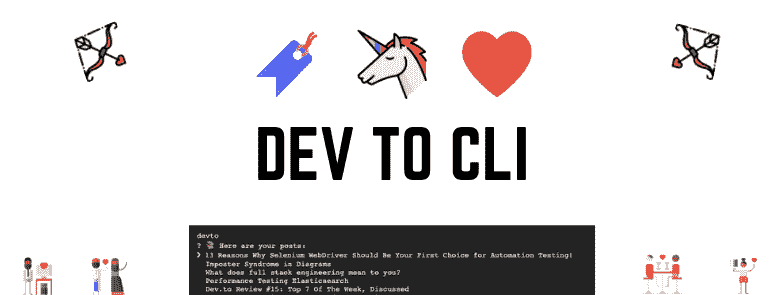 DEV TO CLI
devto
? 📚 Here are your posts:
❯ 13 Reasons Why Selenium WebDriver Should Be Your First Choice for Automation Testing!
Imposter Syndrome in Diagrams
What does full stack engineering mean to you?
Performance Testing Elasticsearch
Dev.to Review #15: Top 7 Of The Week, Discussed